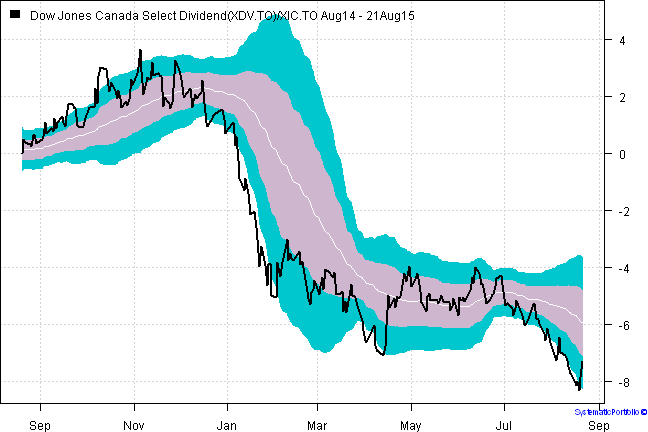 Dow Jones Canada Select Dividend(XDV.TO)/XIC.TO Aug14 - 21Aug15
4
2
0
-2
-4
-6
-8
SystematicPortfolio ©
Sep Nov Jan Mar May Jul Sep